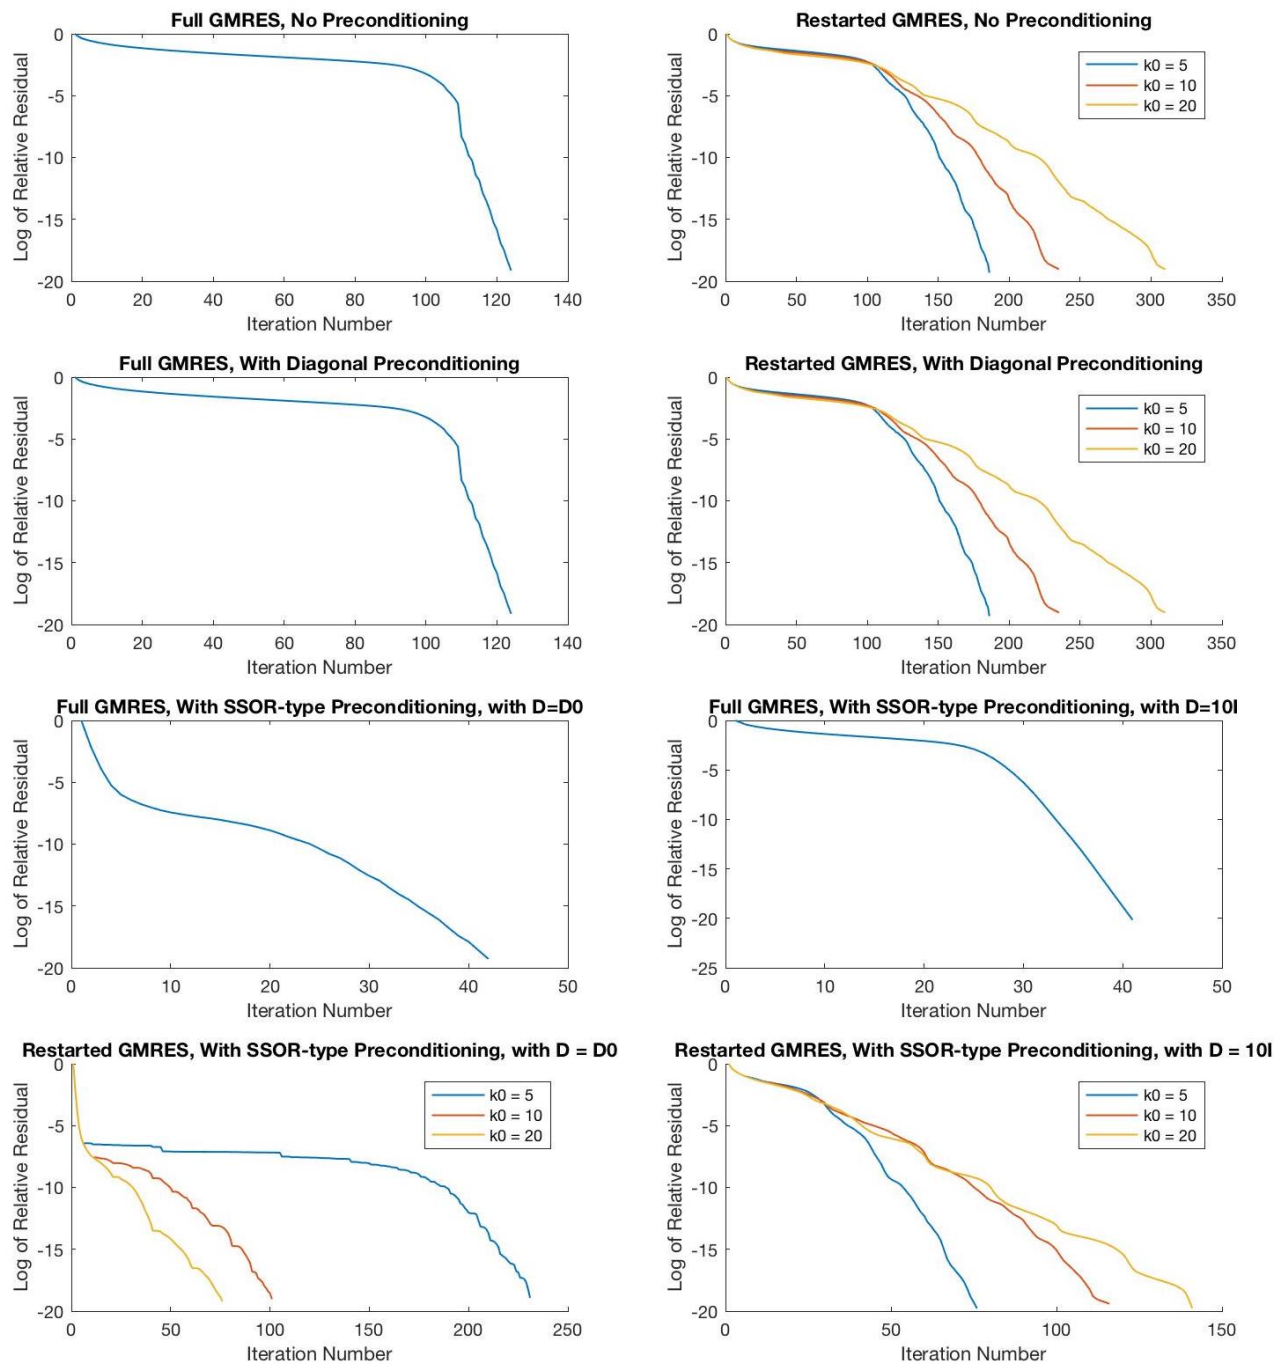 Full GMRES, No Preconditioning
0
-5
-10
-15
-20
Log of Relative Residual
0 20 40 60 80 100 120 140
Iteration Number
Restarted GMRES, No Preconditioning
0
-5
-10
-15
-20
Log of Relative Residual
k0 = 5
k0 = 10
k0 = 20
0 50 100 150 200 250 300 350
Iteration Number
Full GMRES, With Diagonal Preconditioning
0
-5
-10
-15
-20
Log of Relative Residual
0 20 40 60 80 100 120 140
Iteration Number
Restarted GMRES, With Diagonal Preconditioning
0
-5
-10
-15
-20
Log of Relative Residual
k0 = 5
k0 = 10
k0 = 20
0 50 100 150 200 250 300 350
Iteration Number
Full GMRES, With SSOR-type Preconditioning, with D=D0
0
-5
-10
-15
-20
Log of Relative Residual
0 10 20 30 40 50
Iteration Number
Full GMRES, With SSOR-type Preconditioning, with D=10I
0
-5
-10
-15
-20
-25
Log of Relative Residual
0 10 20 30 40 50
Iteration Number
Restarted GMRES, With SSOR-type Preconditioning, with D = D0
0
-5
-10
-15
-20
Log of Relative Residual
k0 = 5
k0 = 10
k0 = 20
0 50 100 150 200 250
Iteration Number
Restarted GMRES, With SSOR-type Preconditioning, with D = 10I
0
-5
-10
-15
-20
Log of Relative Residual
k0 = 5
k0 = 10
k0 = 20
0 50 100 150
Iteration Number